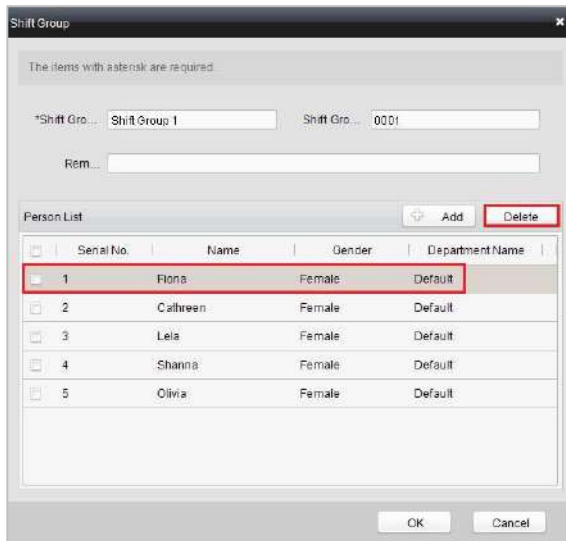 Shift Group
The items with asterisk are required.
*Shift Gro... Shift Group 1 Shift Gro... 0001
Rem...
Person List Add Delete
Serial No. Name Gender Department Name
1 Fiona Female Default
2 Cathreen Female Default
3 Lela Female Default
4 Shanna Female Default
5 Olivia Female Default
OK Cancel